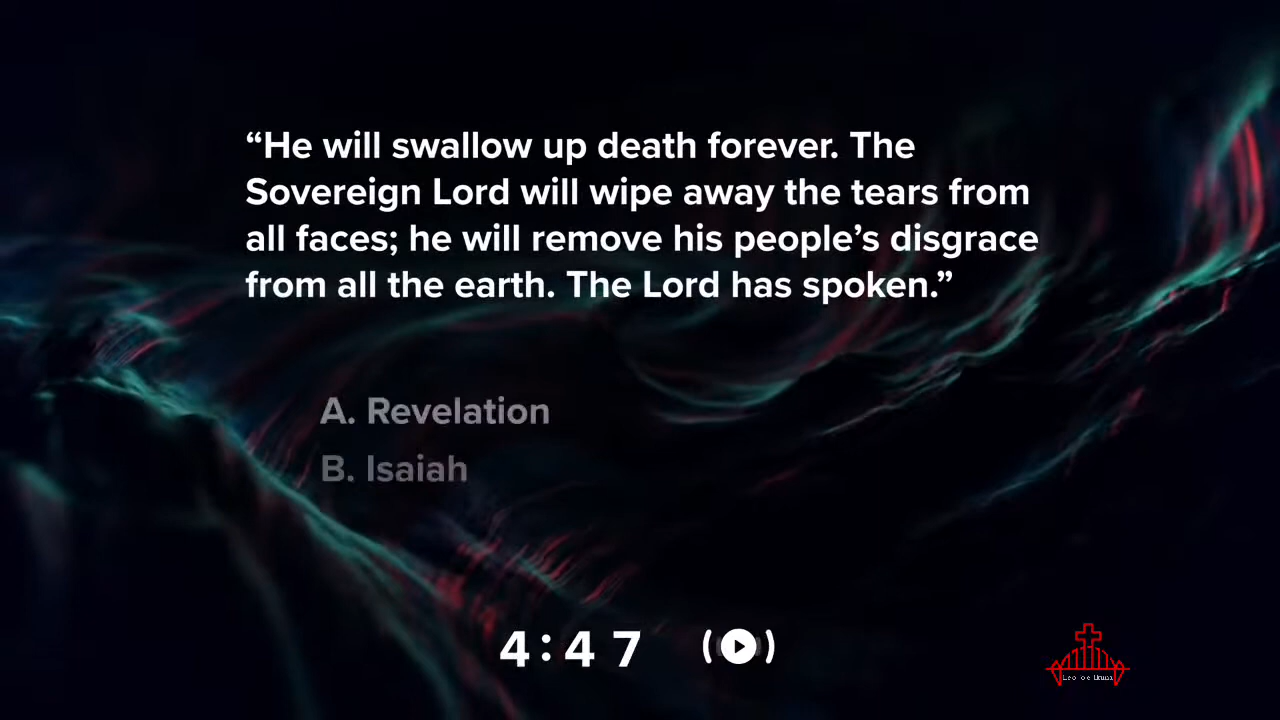 “He will swallow up death forever. The
Sovereign Lord will wipe away the tears from
all faces; he will remove his people’s disgrace
from all the earth. The Lord has spoken.”
A. Revelation
B. Isaiah
4:47